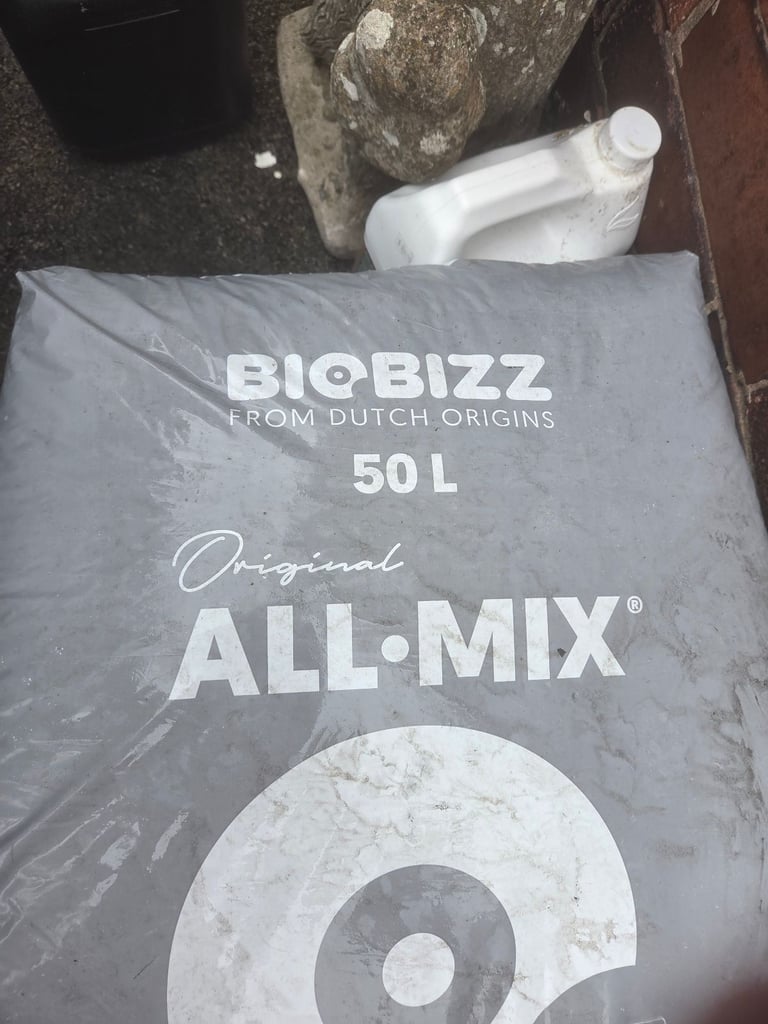 BIOBIZZ
FROM DUTCH ORIGINS
50 L
Original
ALL•MIX®